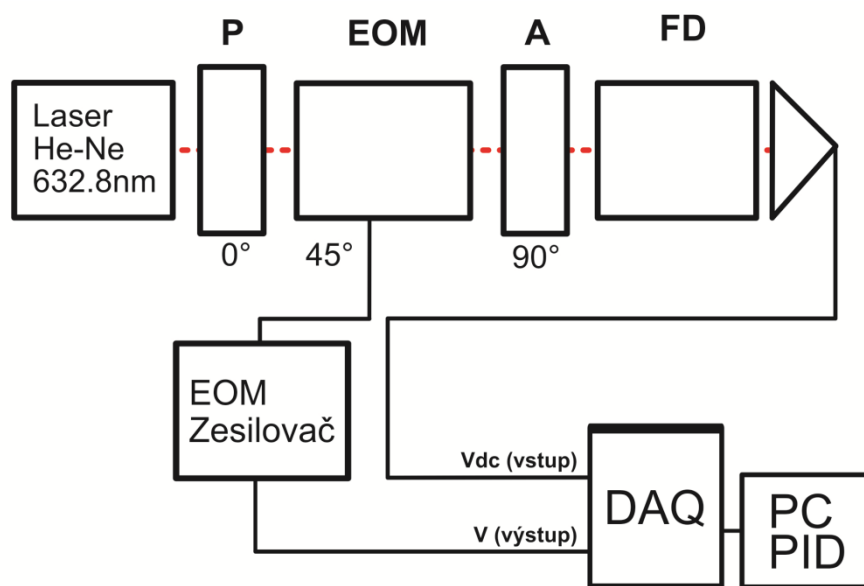 P
EOM
A
FD
Laser
He-Ne
632.8nm
0°
45°
90°
EOM
Zesilovač
Vdc (vstup)
V (výstup)
DAQ
PC
PID